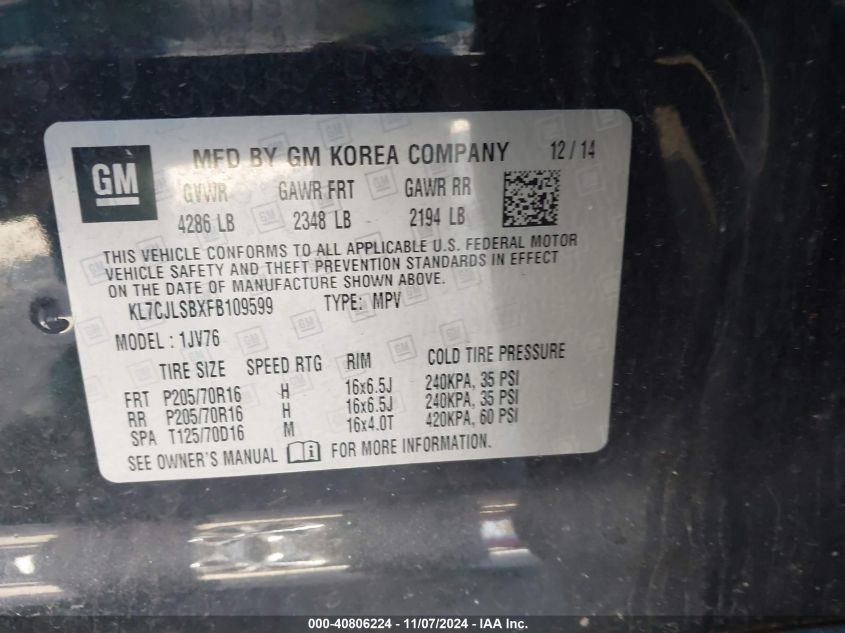 GM MFD BY GM KOREA COMPANY 12/14
GVWR GAWR FRT GAWR RR
4286 LB 2348 LB 2194 LB
THIS VEHICLE CONFORMS TO ALL APPLICABLE U.S. FEDERAL MOTOR
VEHICLE SAFETY AND THEFT PREVENTION STANDARDS IN EFFECT
ON THE DATE OF MANUFACTURE SHOWN ABOVE.
KL7CJLSBXFB109599 TYPE: MPV
MODEL : 1JV76
TIRE SIZE SPEED RTG RIM COLD TIRE PRESSURE
FRT P205/70R16 H 16x6.5J 240KPA, 35 PSI
RR P205/70R16 H 16x6.5J 240KPA, 35 PSI
SPA T125/70D16 M 16x4.0T 420KPA, 60 PSI
SEE OWNER'S MANUAL i FOR MORE INFORMATION.
000-40806224 - 11/07/2024 - IAA Inc.